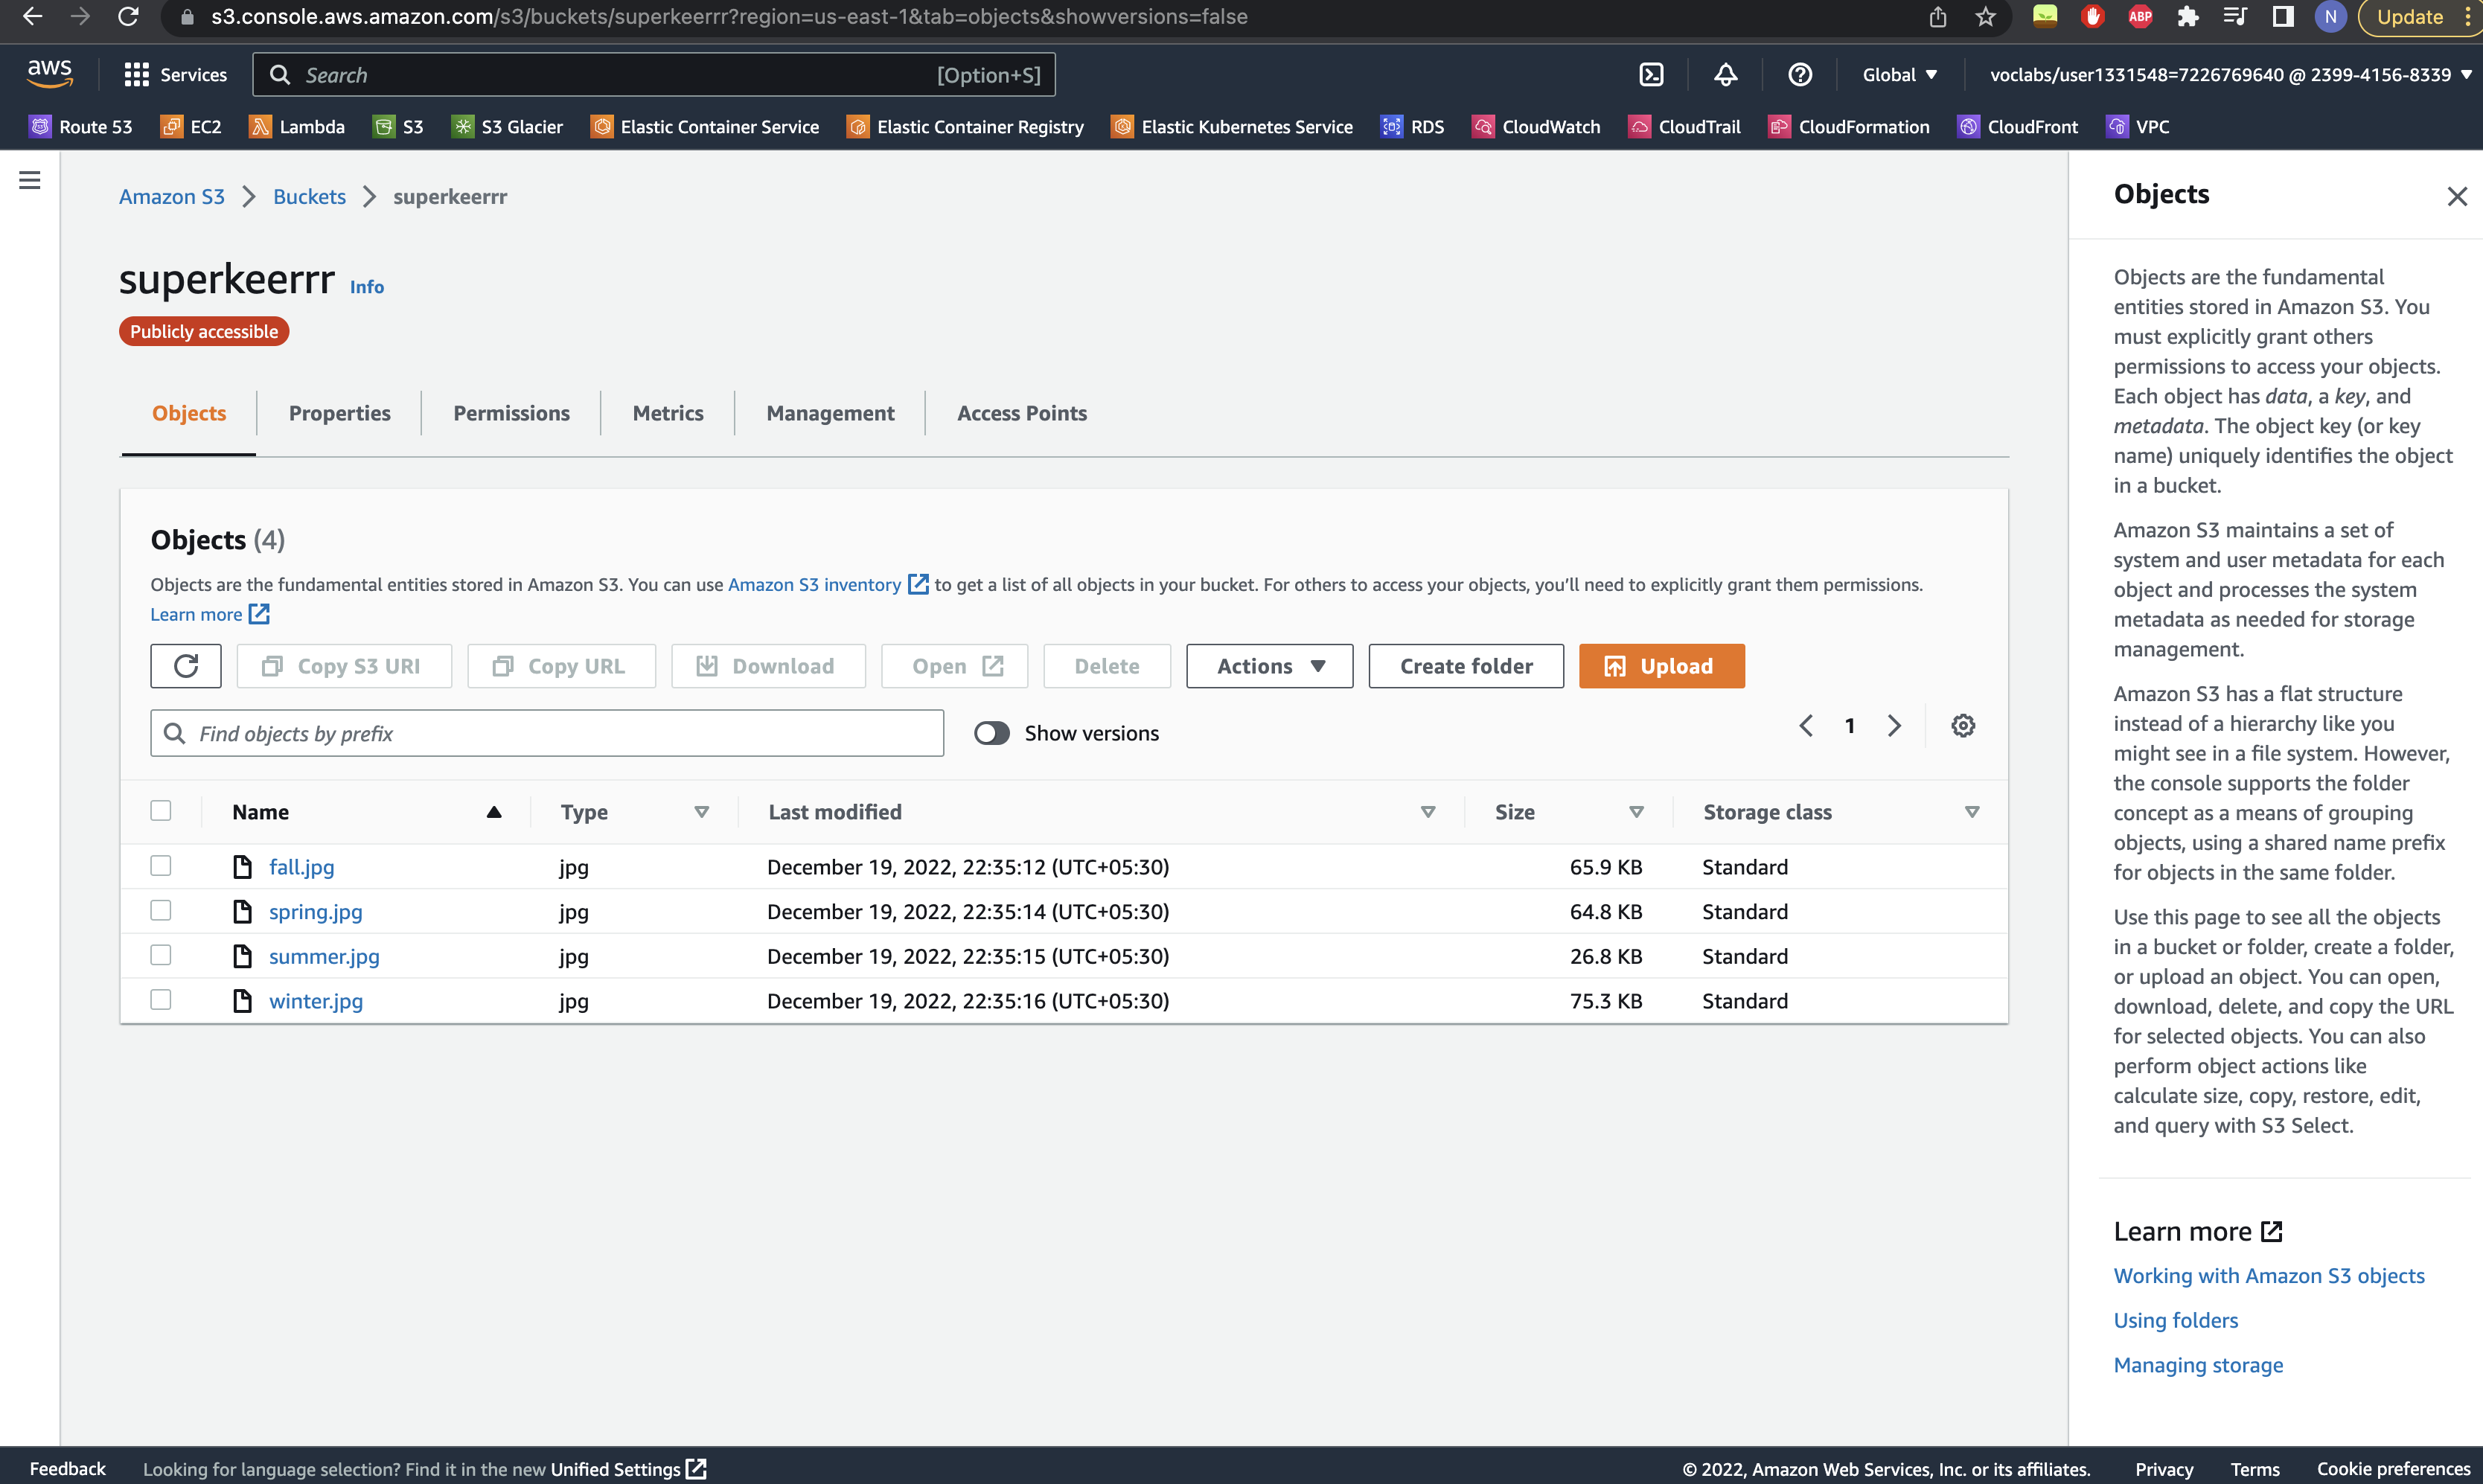 s3.console.aws.amazon.com/s3/buckets/superkeerrr?region=us-east-1&tab=objects&showversions=false
ABP
N
Update
aws
Services
Search
[Option+S]
Global
voclabs/user1331548=7226769640 @ 2399-4156-8339
Route 53
EC2
Lambda
S3
S3 Glacier
Elastic Container Service
Elastic Container Registry
Elastic Kubernetes Service
RDS
CloudWatch
CloudTrail
CloudFormation
CloudFront
VPC
Amazon S3
Buckets
superkeerrr
superkeerrr
Info
Publicly accessible
Objects
Properties
Permissions
Metrics
Management
Access Points
Objects (4)
Objects are the fundamental entities stored in Amazon S3. You can use Amazon S3 inventory to get a list of all objects in your bucket. For others to access your objects, you’ll need to explicitly grant them permissions.
Learn more
Copy S3 URI
Copy URL
Download
Open
Delete
Actions
Create folder
Upload
Find objects by prefix
Show versions
1
Name
Type
Last modified
Size
Storage class
fall.jpg
jpg
December 19, 2022, 22:35:12 (UTC+05:30)
65.9 KB
Standard
spring.jpg
jpg
December 19, 2022, 22:35:14 (UTC+05:30)
64.8 KB
Standard
summer.jpg
jpg
December 19, 2022, 22:35:15 (UTC+05:30)
26.8 KB
Standard
winter.jpg
jpg
December 19, 2022, 22:35:16 (UTC+05:30)
75.3 KB
Standard
Objects
Objects are the fundamental
entities stored in Amazon S3. You
must explicitly grant others
permissions to access your objects.
Each object has data, a key, and
metadata. The object key (or key
name) uniquely identifies the object
in a bucket.
Amazon S3 maintains a set of
system and user metadata for each
object and processes the system
metadata as needed for storage
management.
Amazon S3 has a flat structure
instead of a hierarchy like you
might see in a file system. However,
the console supports the folder
concept as a means of grouping
objects, using a shared name prefix
for objects in the same folder.
Use this page to see all the objects
in a bucket or folder, create a folder,
or upload an object. You can open,
download, delete, and copy the URL
for selected objects. You can also
perform object actions like
calculate size, copy, restore, edit,
and query with S3 Select.
Learn more
Working with Amazon S3 objects
Using folders
Managing storage
Feedback
Looking for language selection? Find it in the new Unified Settings
© 2022, Amazon Web Services, Inc. or its affiliates.
Privacy
Terms
Cookie preferences